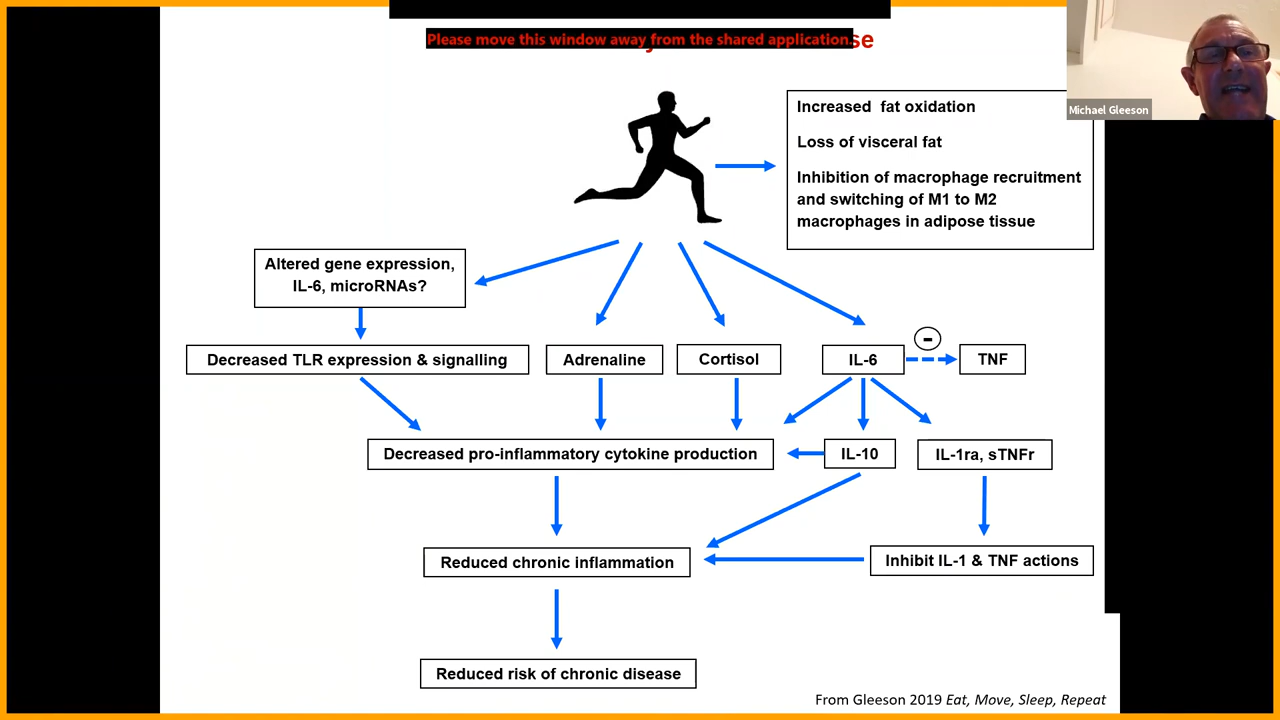 Please move this window away from the shared application.
se
Michael Gleeson
Increased fat oxidation
Loss of visceral fat
Inhibition of macrophage recruitment
and switching of M1 to M2
macrophages in adipose tissue
Altered gene expression,
IL-6, microRNAs?
Decreased TLR expression & signalling
Adrenaline
Cortisol
IL-6
-
TNF
Decreased pro-inflammatory cytokine production
IL-10
IL-1ra, sTNFr
Reduced chronic inflammation
Inhibit IL-1 & TNF actions
Reduced risk of chronic disease
From Gleeson 2019 Eat, Move, Sleep, Repeat